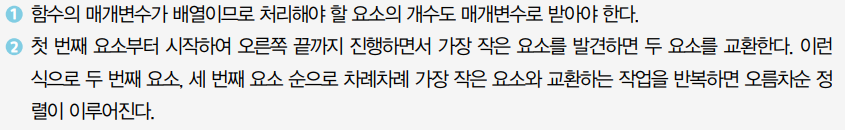 1 함수의 매개변수가 배열이므로 처리해야 할 요소의 개수도 매개변수로 받아야 한다.
2 첫 번째 요소부터 시작하여 오른쪽 끝까지 진행하면서 가장 작은 요소를 발견하면 두 요소를 교환한다. 이런
식으로 두 번째 요소, 세 번째 요소 순으로 차례차례 가장 작은 요소와 교환하는 작업을 반복하면 오름차순 정
렬이 이루어진다.